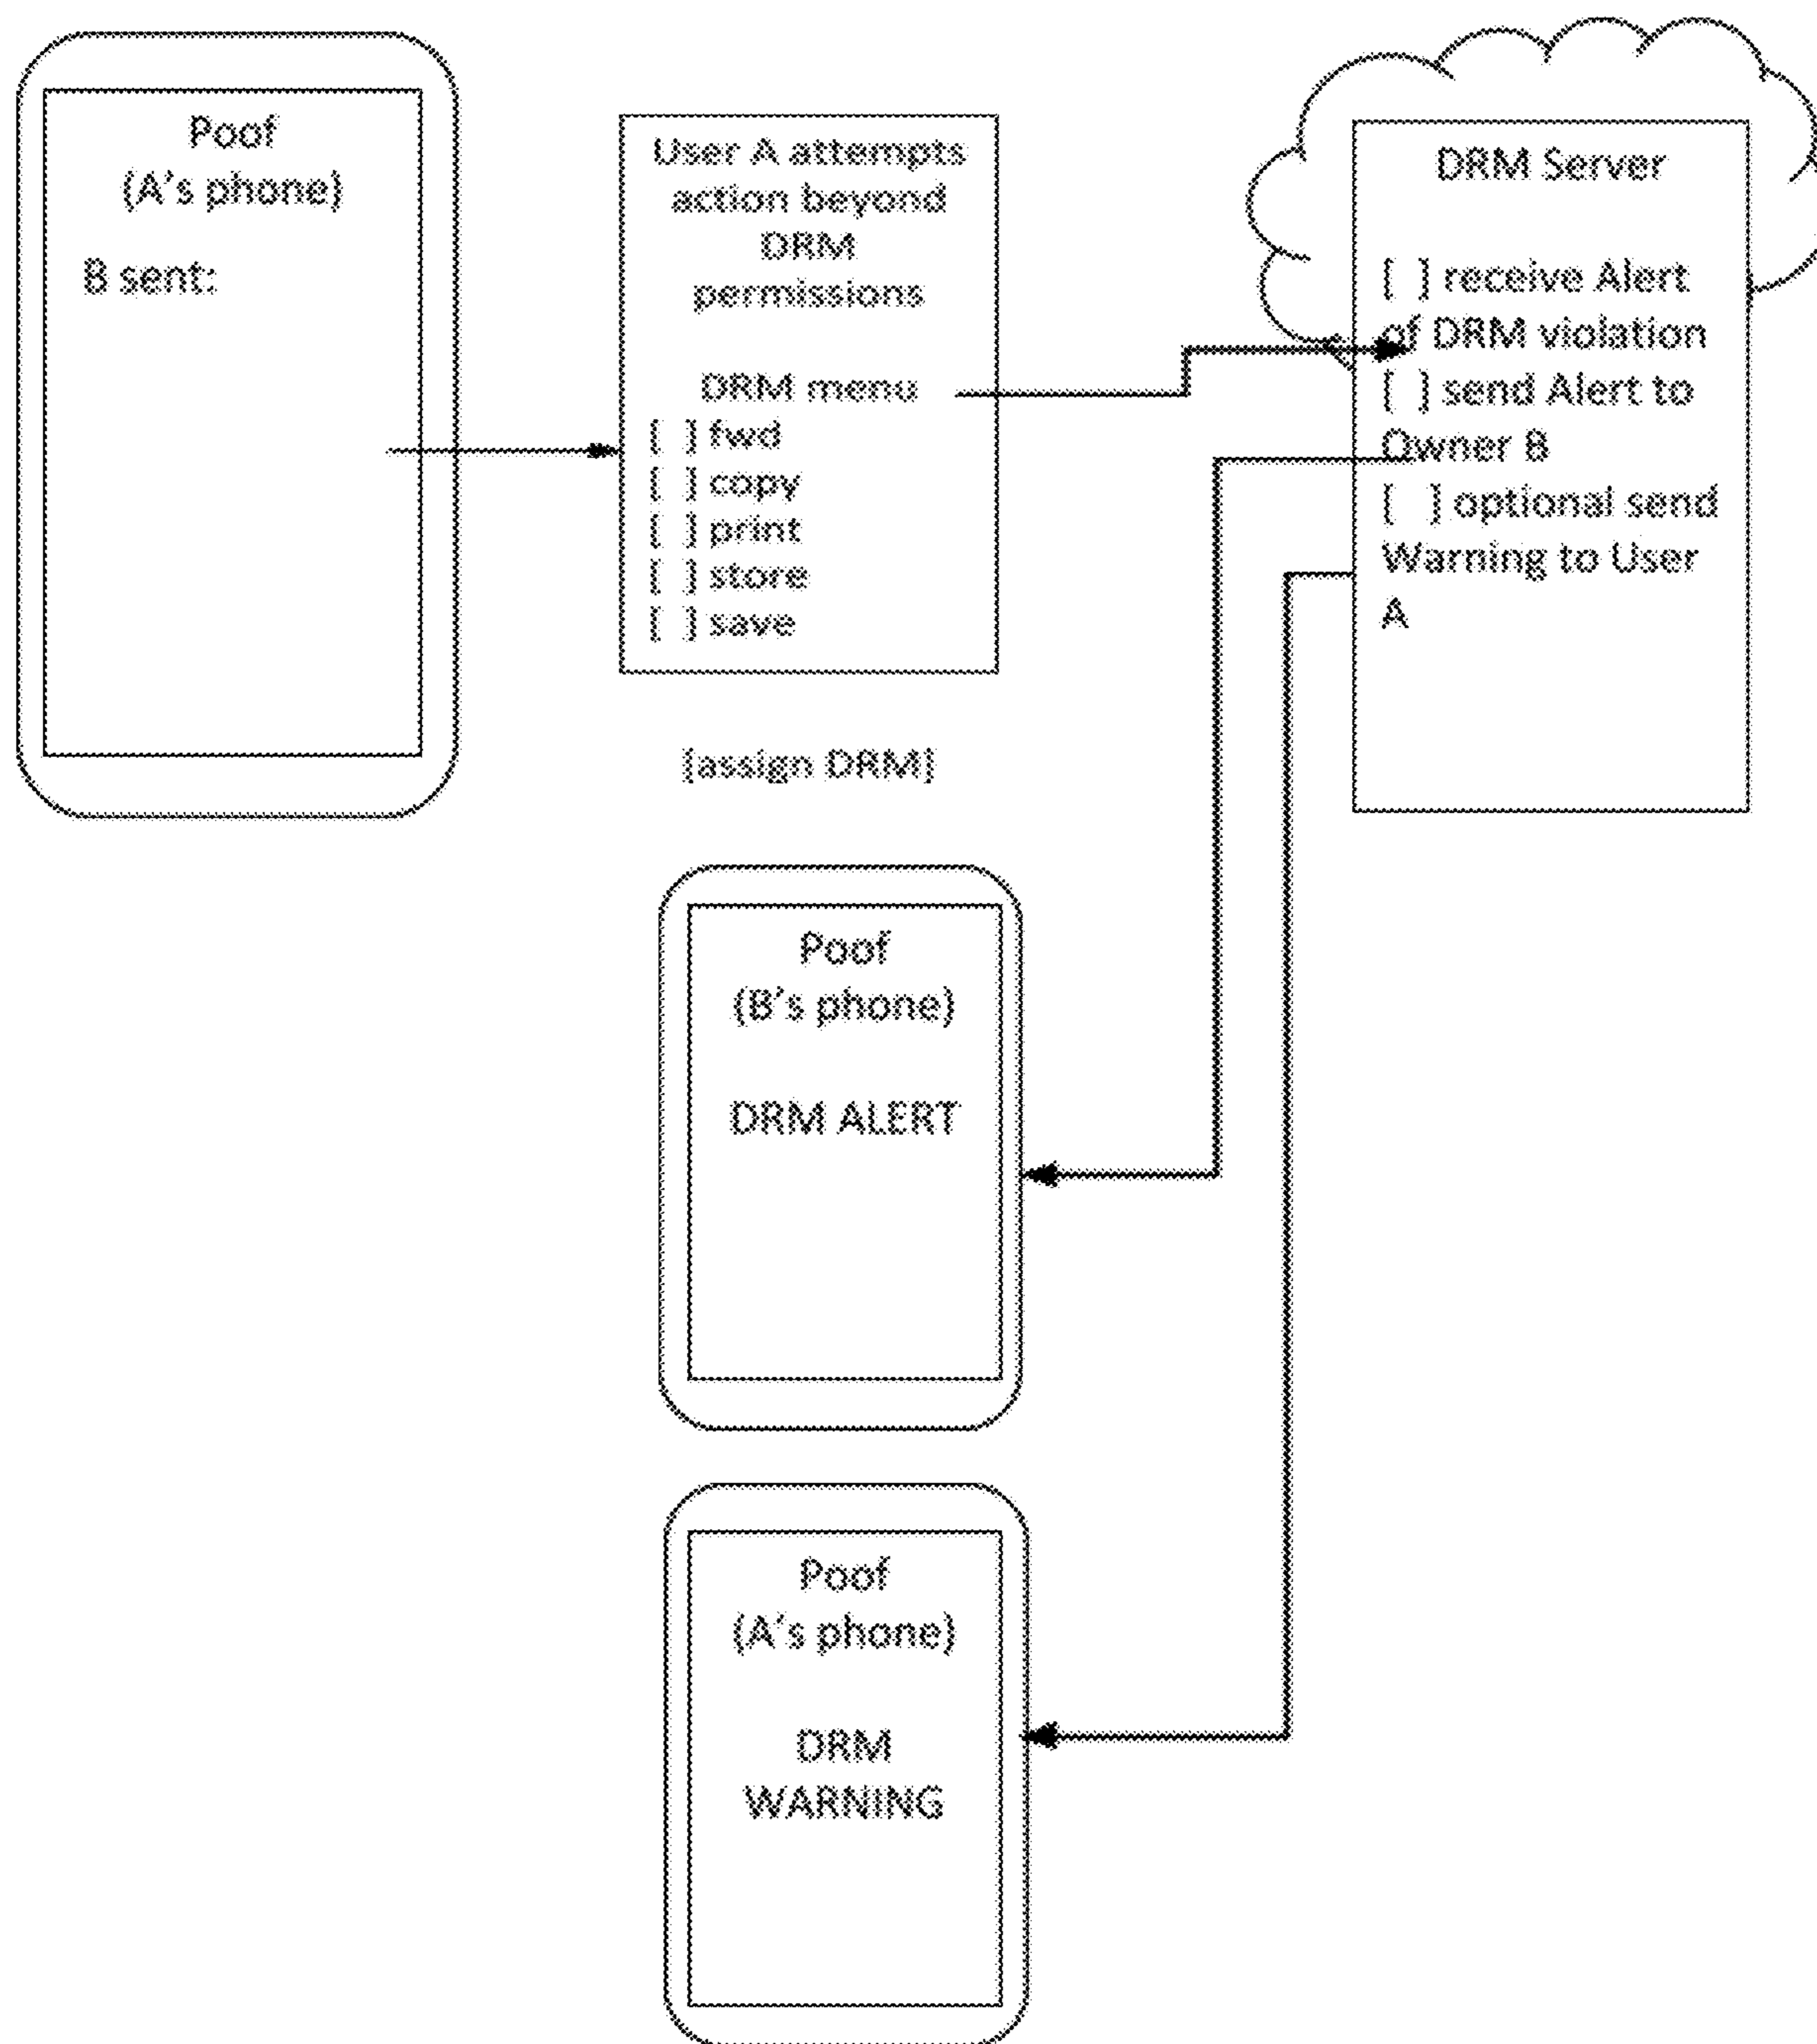 Poof
(A's phone)
B sent:
User A attempts
action beyond
DRM
permissions
DRM menu
[ ] fwd
[ ] copy
[ ] print
[ ] store
[ ] save
[assign DRM]
DRM Server
[ ] receive Alert
of DRM violation
[ ] send Alert to
Owner B
[ ] optional send
Warning to User
A
Poof
(B's phone)
DRM ALERT
Poof
(A's phone)
DRM
WARNING